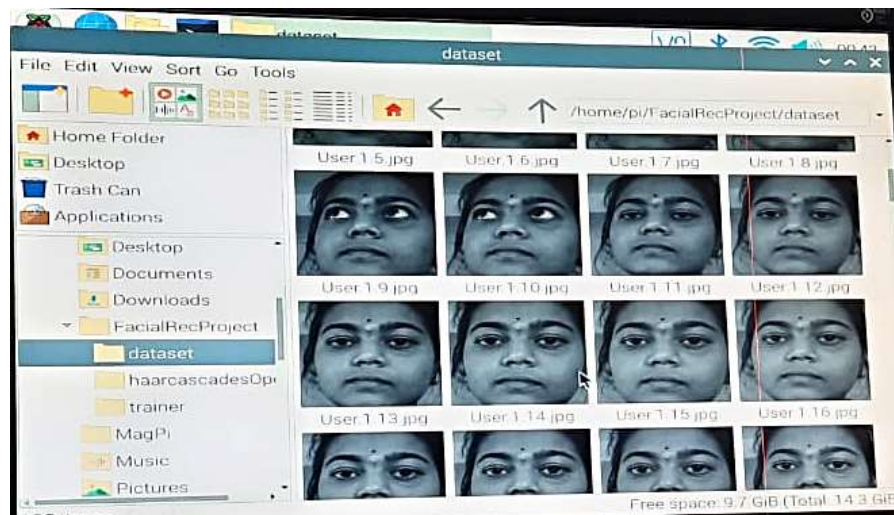 dataset
dataset
File Edit View Sort Go Tools
/home/pi/FacialRecProject/dataset
Home Folder
Desktop
Trash Can
Applications
Desktop
Documents
Downloads
FacialRecProject
dataset
haarcascadesOp
trainer
MagPi
Music
Pictures
User.1.5.jpg User.1.6.jpg User.1.7.jpg User.1.8.jpg
User.1.9.jpg User.1.10.jpg User.1.11.jpg User.1.12.jpg
User.1.13.jpg User.1.14.jpg User.1.15.jpg User.1.16.jpg
Free space: 9.7 GiB (Total: 14.3 GiB